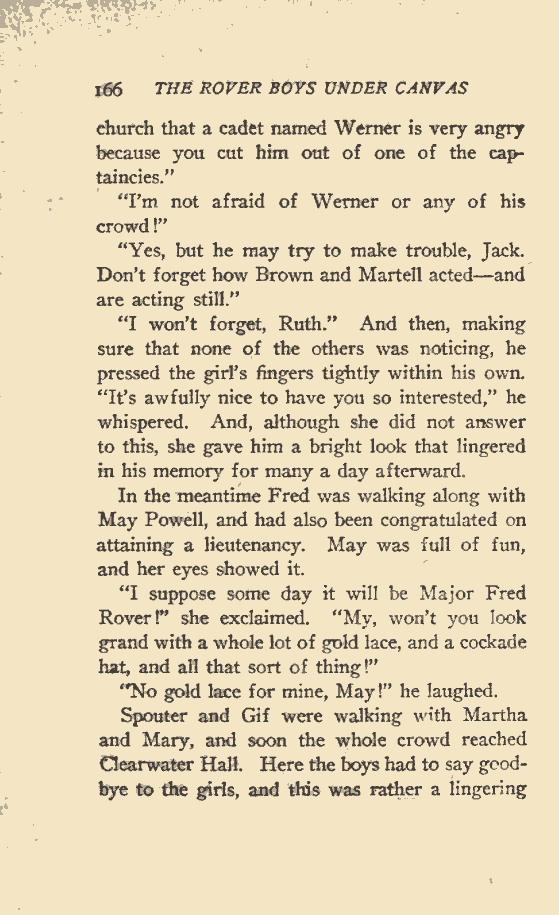 166 THE ROVER BOYS UNDER CANVAS
church that a cadet named Werner is very angry
because you cut him out of one of the cap-
taincies."
"I'm not afraid of Werner or any of his
crowd!"
"Yes, but he may try to make trouble, Jack.
Don't forget how Brown and Martell acted—and
are acting still."
"I won't forget, Ruth." And then, making
sure that none of the others was noticing, he
pressed the girl's fingers tightly within his own.
"It's awfully nice to have you so interested," he
whispered. And, although she did not answer
to this, she gave him a bright look that lingered
in his memory for many a day afterward.
In the meantime Fred was walking along with
May Powell, and had also been congratulated on
attaining a lieutenancy. May was full of fun,
and her eyes showed it.
"I suppose some day it will be Major Fred
Rover!" she exclaimed. "My, won't you look
grand with a whole lot of gold lace, and a cockade
hat, and all that sort of thing!"
"No gold lace for mine, May!" he laughed.
Spouter and Gif were walking with Martha
and Mary, and soon the whole crowd reached
Clearwater Hall. Here the boys had to say good-
bye to the girls, and this was rather a lingering